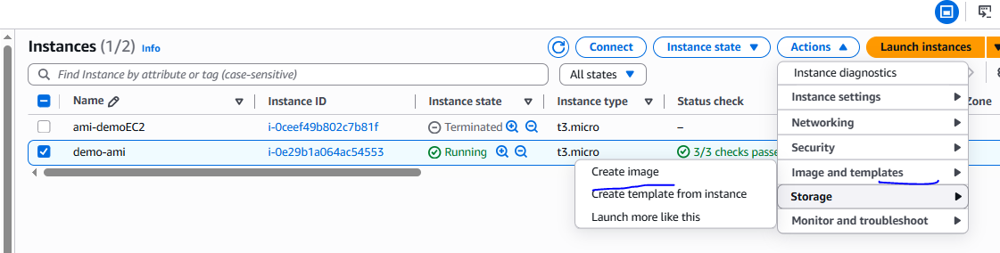 Instances (1/2) Info
Connect
Instance state
Actions
Launch instances
Find Instance by attribute or tag (case-sensitive)
All states
Instance diagnostics
Instance settings
Networking
Security
Image and templates
Storage
Monitor and troubleshoot
Name
Instance ID
Instance state
Instance type
Status check
Zone
ami-demoEC2
i-0ceef49b802c7b81f
Terminated
t3.micro
–
demo-ami
i-0e29b1a064ac54553
Running
t3.micro
3/3 checks passe
Create image
Create template from instance
Launch more like this